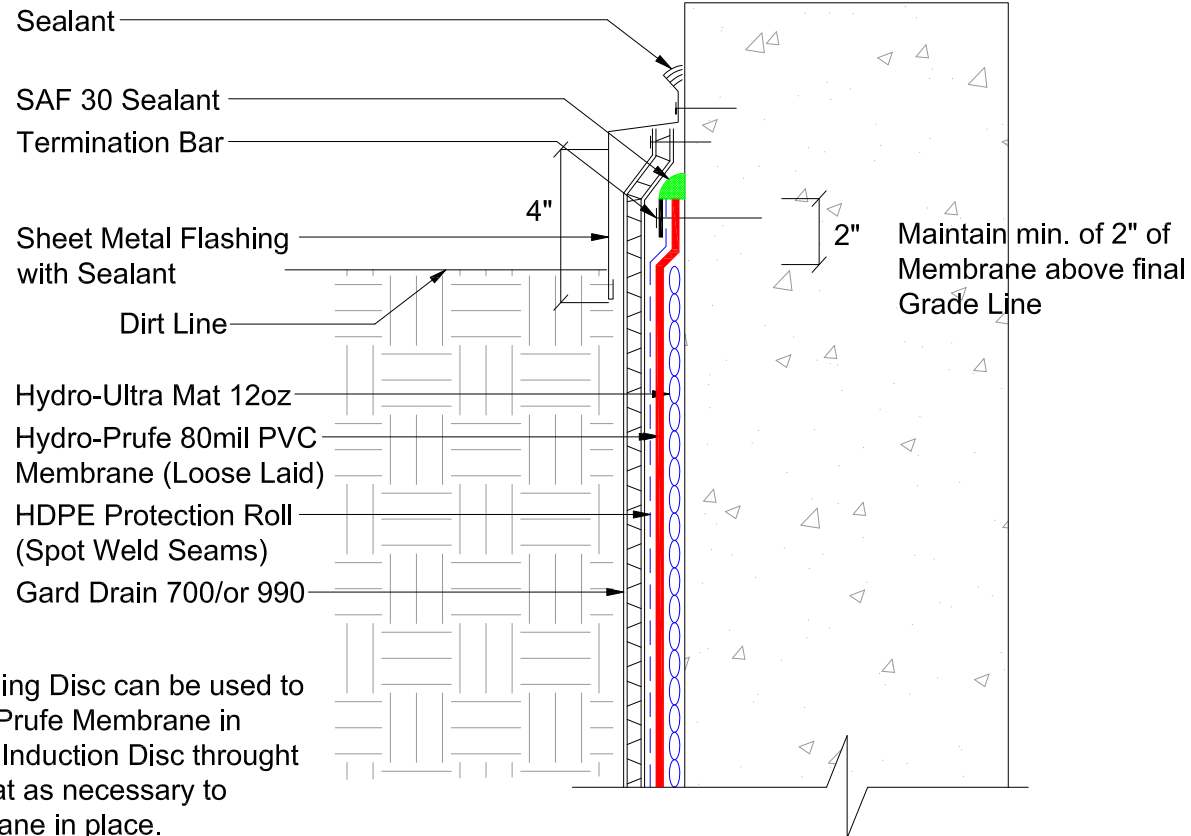 Sealant
SAF 30 Sealant
Termination Bar
4"
Sheet Metal Flashing
with Sealant
2"
Maintain min. of 2" of
Membrane above final
Grade Line
Dirt Line
Hydro-Ultra Mat 12oz
Hydro-Prufe 80mil PVC
Membrane (Loose Laid)
HDPE Protection Roll
(Spot Weld Seams)
Gard Drain 700/or 990
Disc can be used to
Prufe Membrane in
Induction Disc throught
as necessary to
in place.